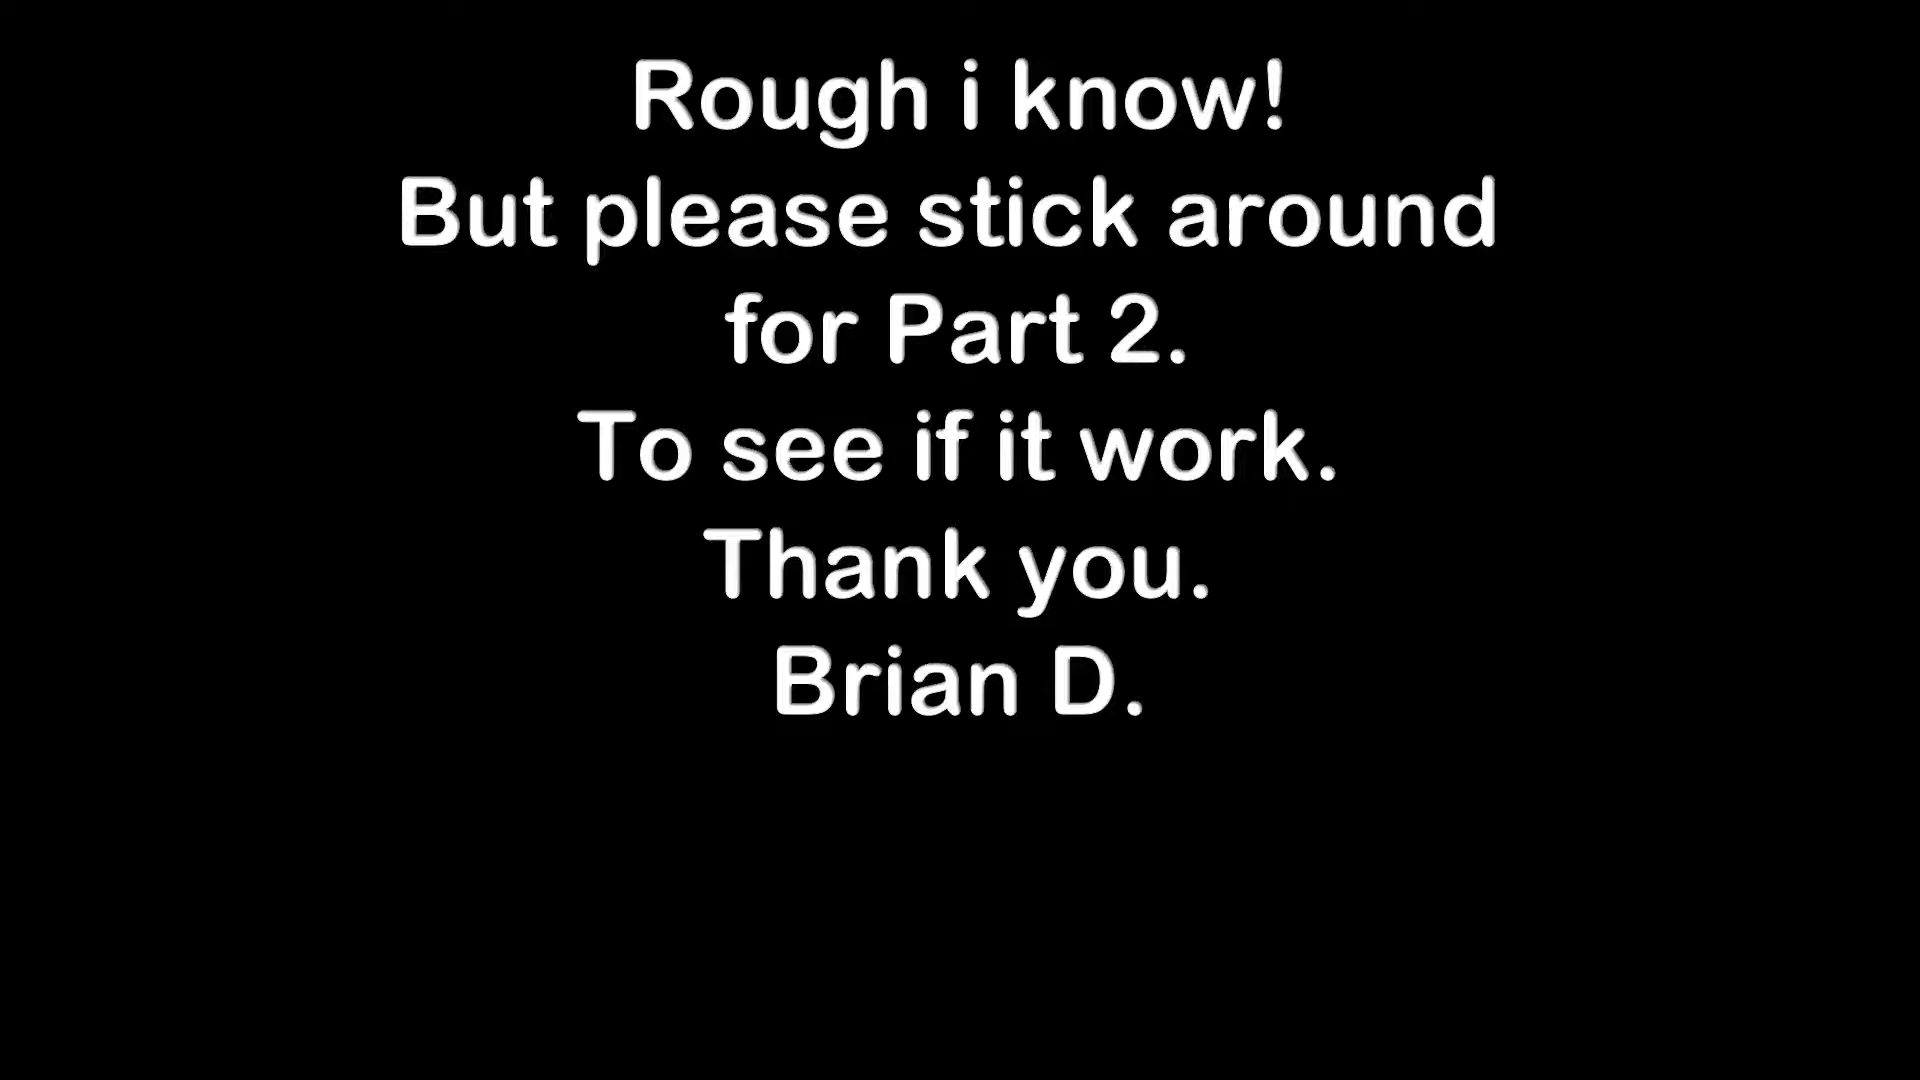 Rough i know!
But please stick around
for Part 2.
To see if it work.
Thank you.
Brian D.